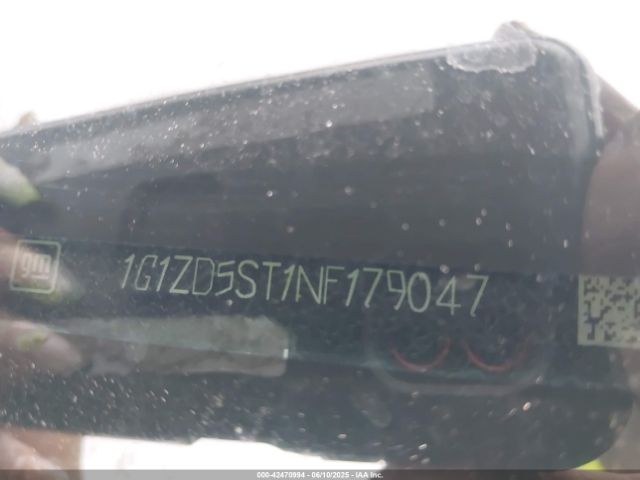 gm 1G1ZD5ST1NF179047
000-42470994 - 06/10/2025 - IAA Inc.